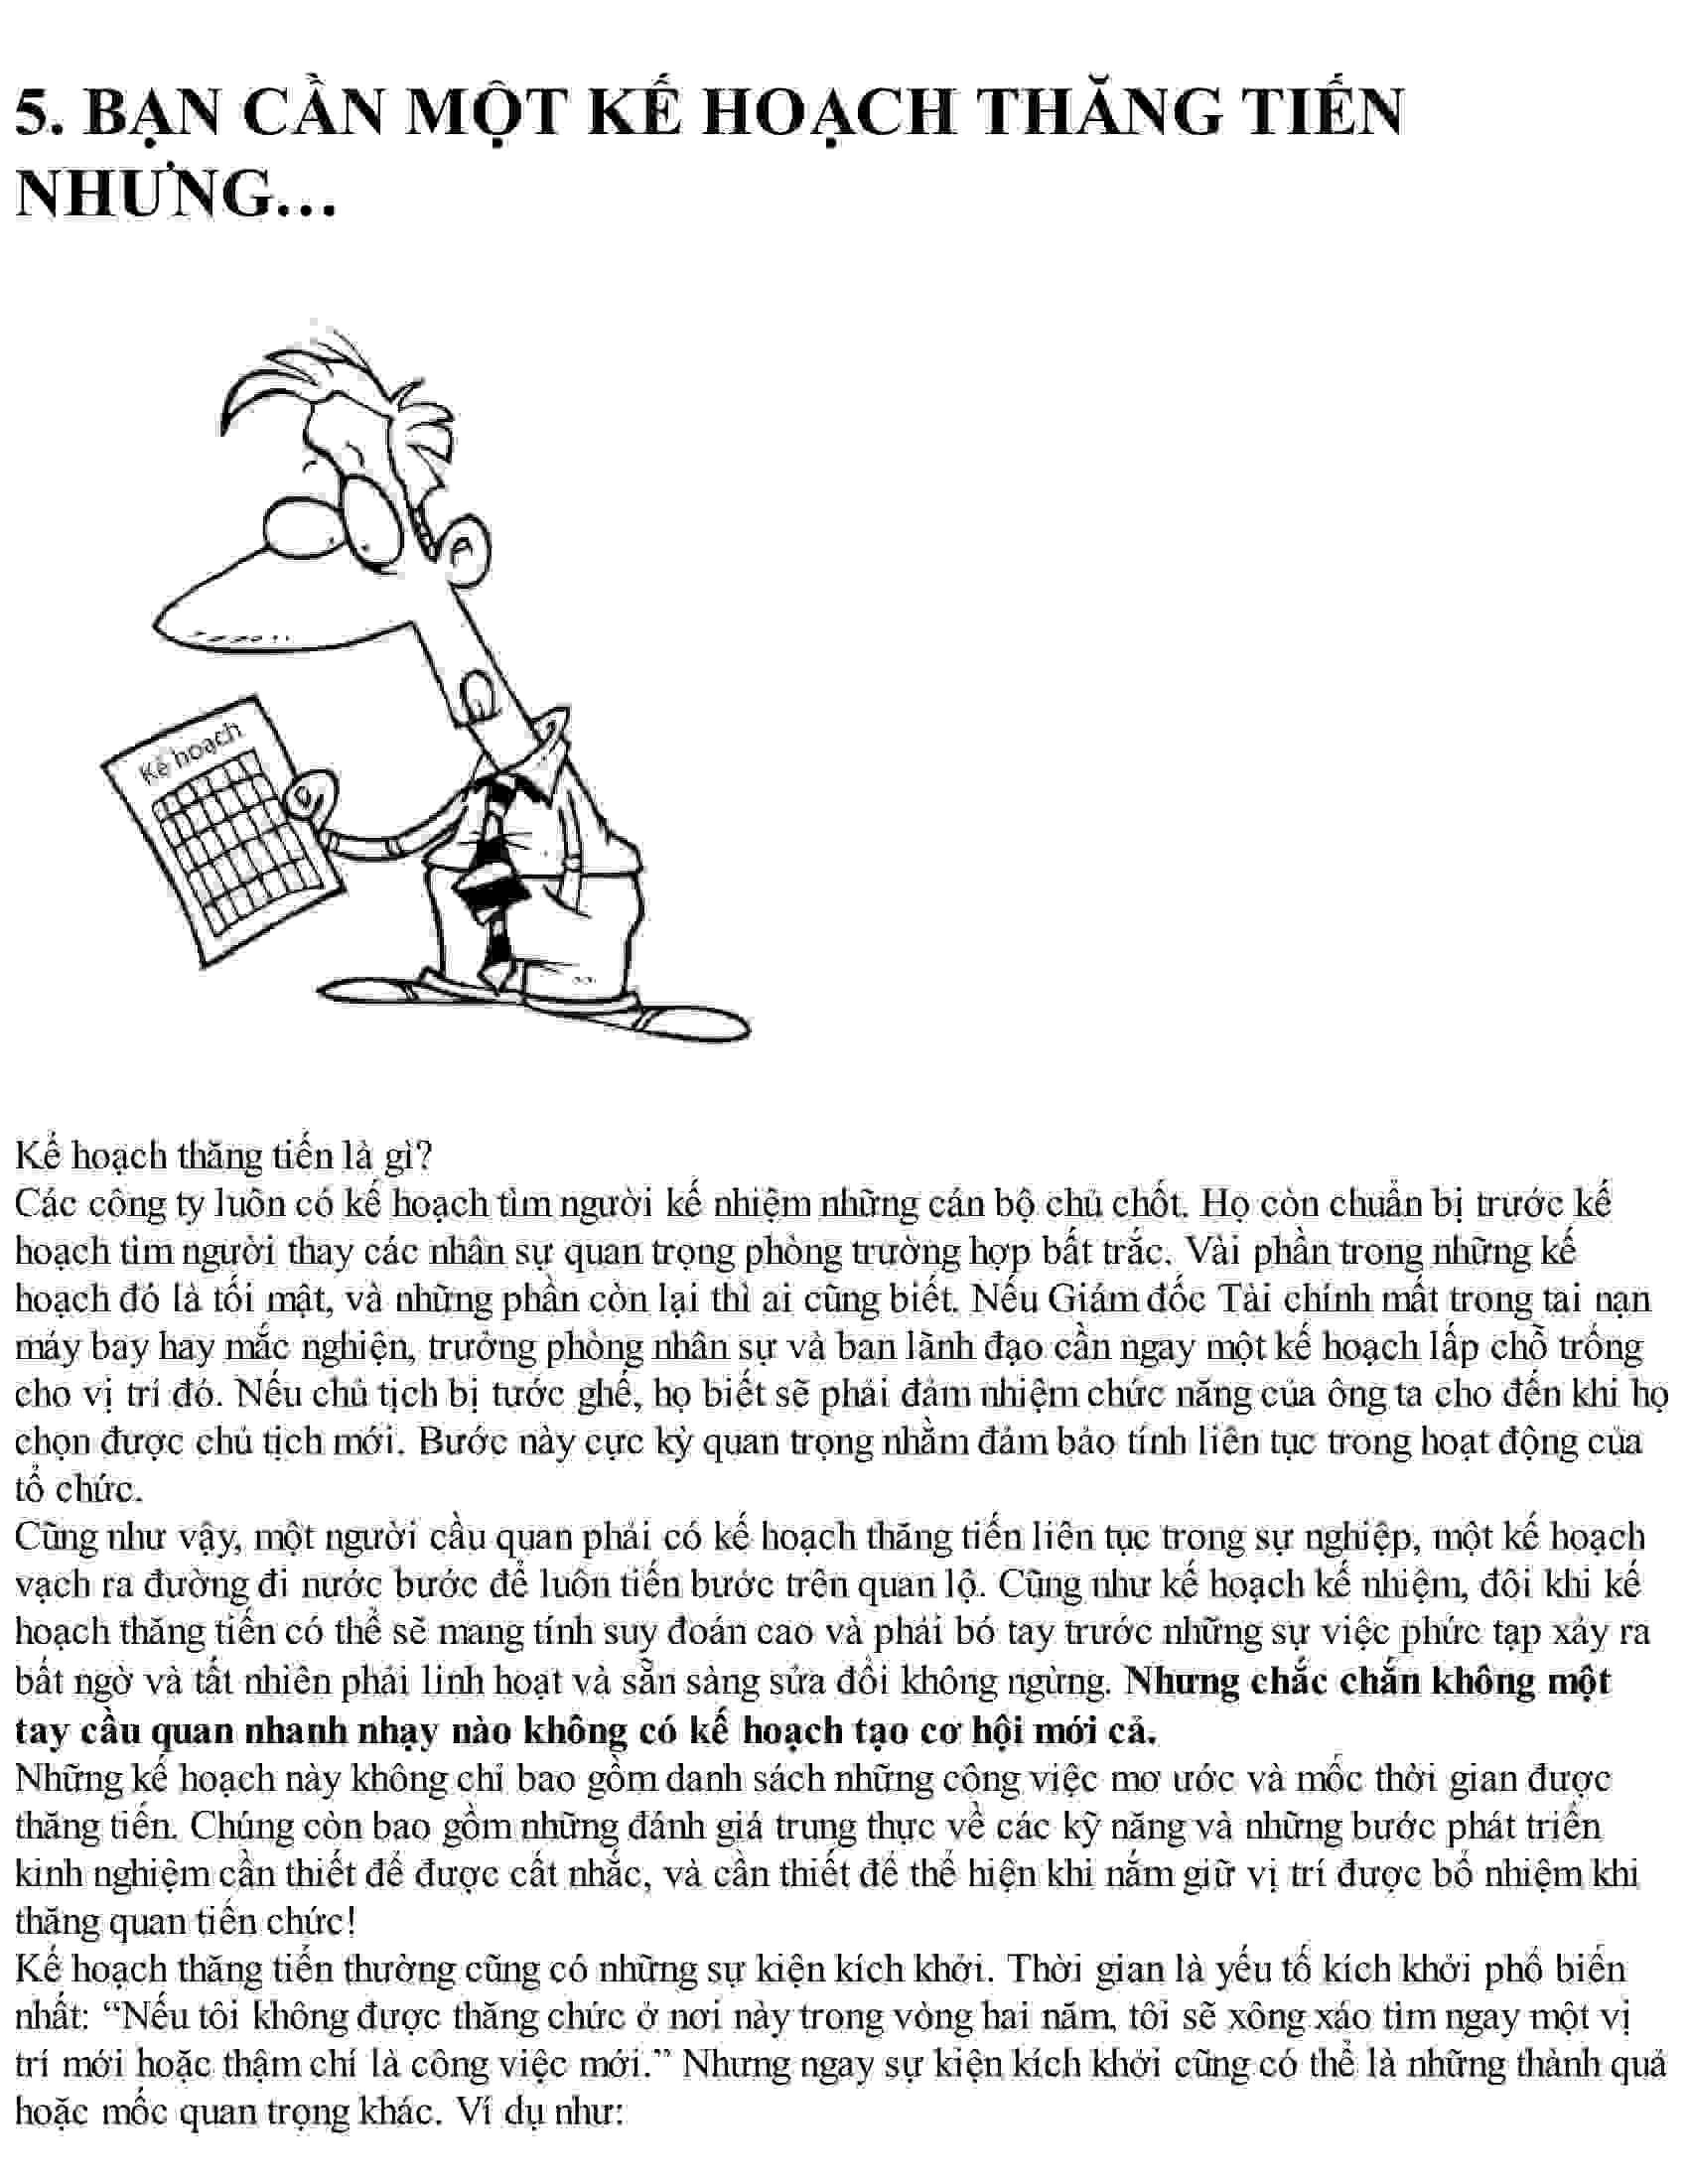 5. BẠN CẦN MỘT KẾ HOẠCH THĂNG TIẾN
NHƯNG…
Kế hoạch
Kế hoạch thăng tiến là gì?
Các công ty luôn có kế hoạch tìm người kế nhiệm những cán bộ chủ chốt. Họ còn chuẩn bị trước kế
hoạch tìm người thay các nhân sự quan trọng phòng trường hợp bất trắc. Vài phần trong những kế
hoạch đó là tối mật, và những phần còn lại thì ai cũng biết. Nếu Giám đốc Tài chính mất trong tai nạn
máy bay hay mắc nghiện, trưởng phòng nhân sự và ban lãnh đạo cần ngay một kế hoạch lấp chỗ trống
cho vị trí đó. Nếu chủ tịch bị tước ghế, họ biết sẽ phải đảm nhiệm chức năng của ông ta cho đến khi họ
chọn được chủ tịch mới. Bước này cực kỳ quan trọng nhằm đảm bảo tính liên tục trong hoạt động của
tổ chức.
Cũng như vậy, một người cầu quan phải có kế hoạch thăng tiến liên tục trong sự nghiệp, một kế hoạch
vạch ra đường đi nước bước để luôn tiến bước trên quan lộ. Cũng như kế hoạch kế nhiệm, đôi khi kế
hoạch thăng tiến có thể sẽ mang tính suy đoán cao và phải bó tay trước những sự việc phức tạp xảy ra
bất ngờ và tất nhiên phải linh hoạt và sẵn sàng sửa đổi không ngừng. Nhưng chắc chắn không một
tay cầu quan nhanh nhạy nào không có kế hoạch tạo cơ hội mới cả.
Những kế hoạch này không chỉ bao gồm danh sách những công việc mơ ước và mốc thời gian được
thăng tiến. Chúng còn bao gồm những đánh giá trung thực về các kỹ năng và những bước phát triển
kinh nghiệm cần thiết để được cất nhắc, và cần thiết để thể hiện khi nắm giữ vị trí được bổ nhiệm khi
thăng quan tiến chức!
Kế hoạch thăng tiến thường cũng có những sự kiện kích khởi. Thời gian là yếu tố kích khởi phổ biến
nhất: “Nếu tôi không được thăng chức ở nơi này trong vòng hai năm, tôi sẽ xông xáo tìm ngay một vị
trí mới hoặc thậm chí là công việc mới.” Nhưng ngay sự kiện kích khởi cũng có thể là những thành quả
hoặc mốc quan trọng khác. Ví dụ như: